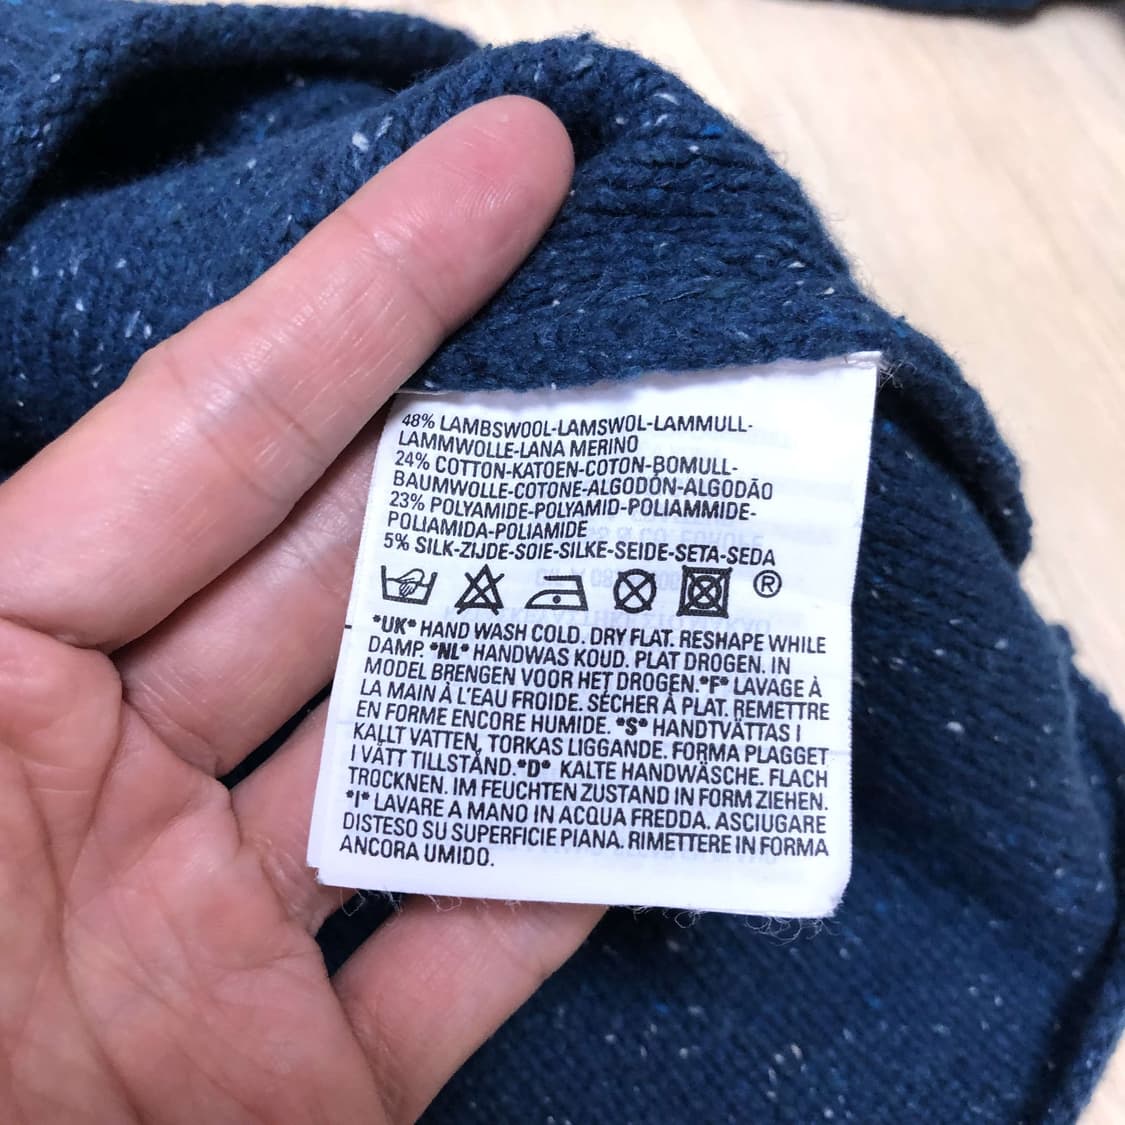 48% LAMBSWOOL-LAMSWOL-LAMMULL-
LAMMWOLLE-LANA MERINO
24% COTTON-KATOEN-COTON-BOMULL-
BAUMWOLLE-COTONE-ALGODÓN-ALGODÃO
23% POLYAMIDE-POLYAMID-POLIAMMIDE-
POLIAMIDA-POLIAMIDE
5% SILK-ZIJDE-SOIE-SILKE-SEIDE-SETA-SEDA
®
*UK* HAND WASH COLD. DRY FLAT. RESHAPE WHILE
DAMP. *NL* HANDWAS KOUD. PLAT DROGEN. IN
MODEL BRENGEN VOOR HET DROGEN.*F* LAVAGE À
LA MAIN À L'EAU FROIDE. SÉCHER À PLAT. REMETTRE
EN FORME ENCORE HUMIDE. *S* HANDTVÄTTAS I
KALLT VATTEN, TORKAS LIGGANDE. FORMA PLAGGET
I VÅTT TILLSTÅND.*D* KALTE HANDWÄSCHE. FLACH
TROCKNEN. IM FEUCHTEN ZUSTAND IN FORM ZIEHEN.
*I* LAVARE A MANO IN ACQUA FREDDA. ASCIUGARE
DISTESO SU SUPERFICIE PIANA. RIMETTERE IN FORMA
ANCORA UMIDO.